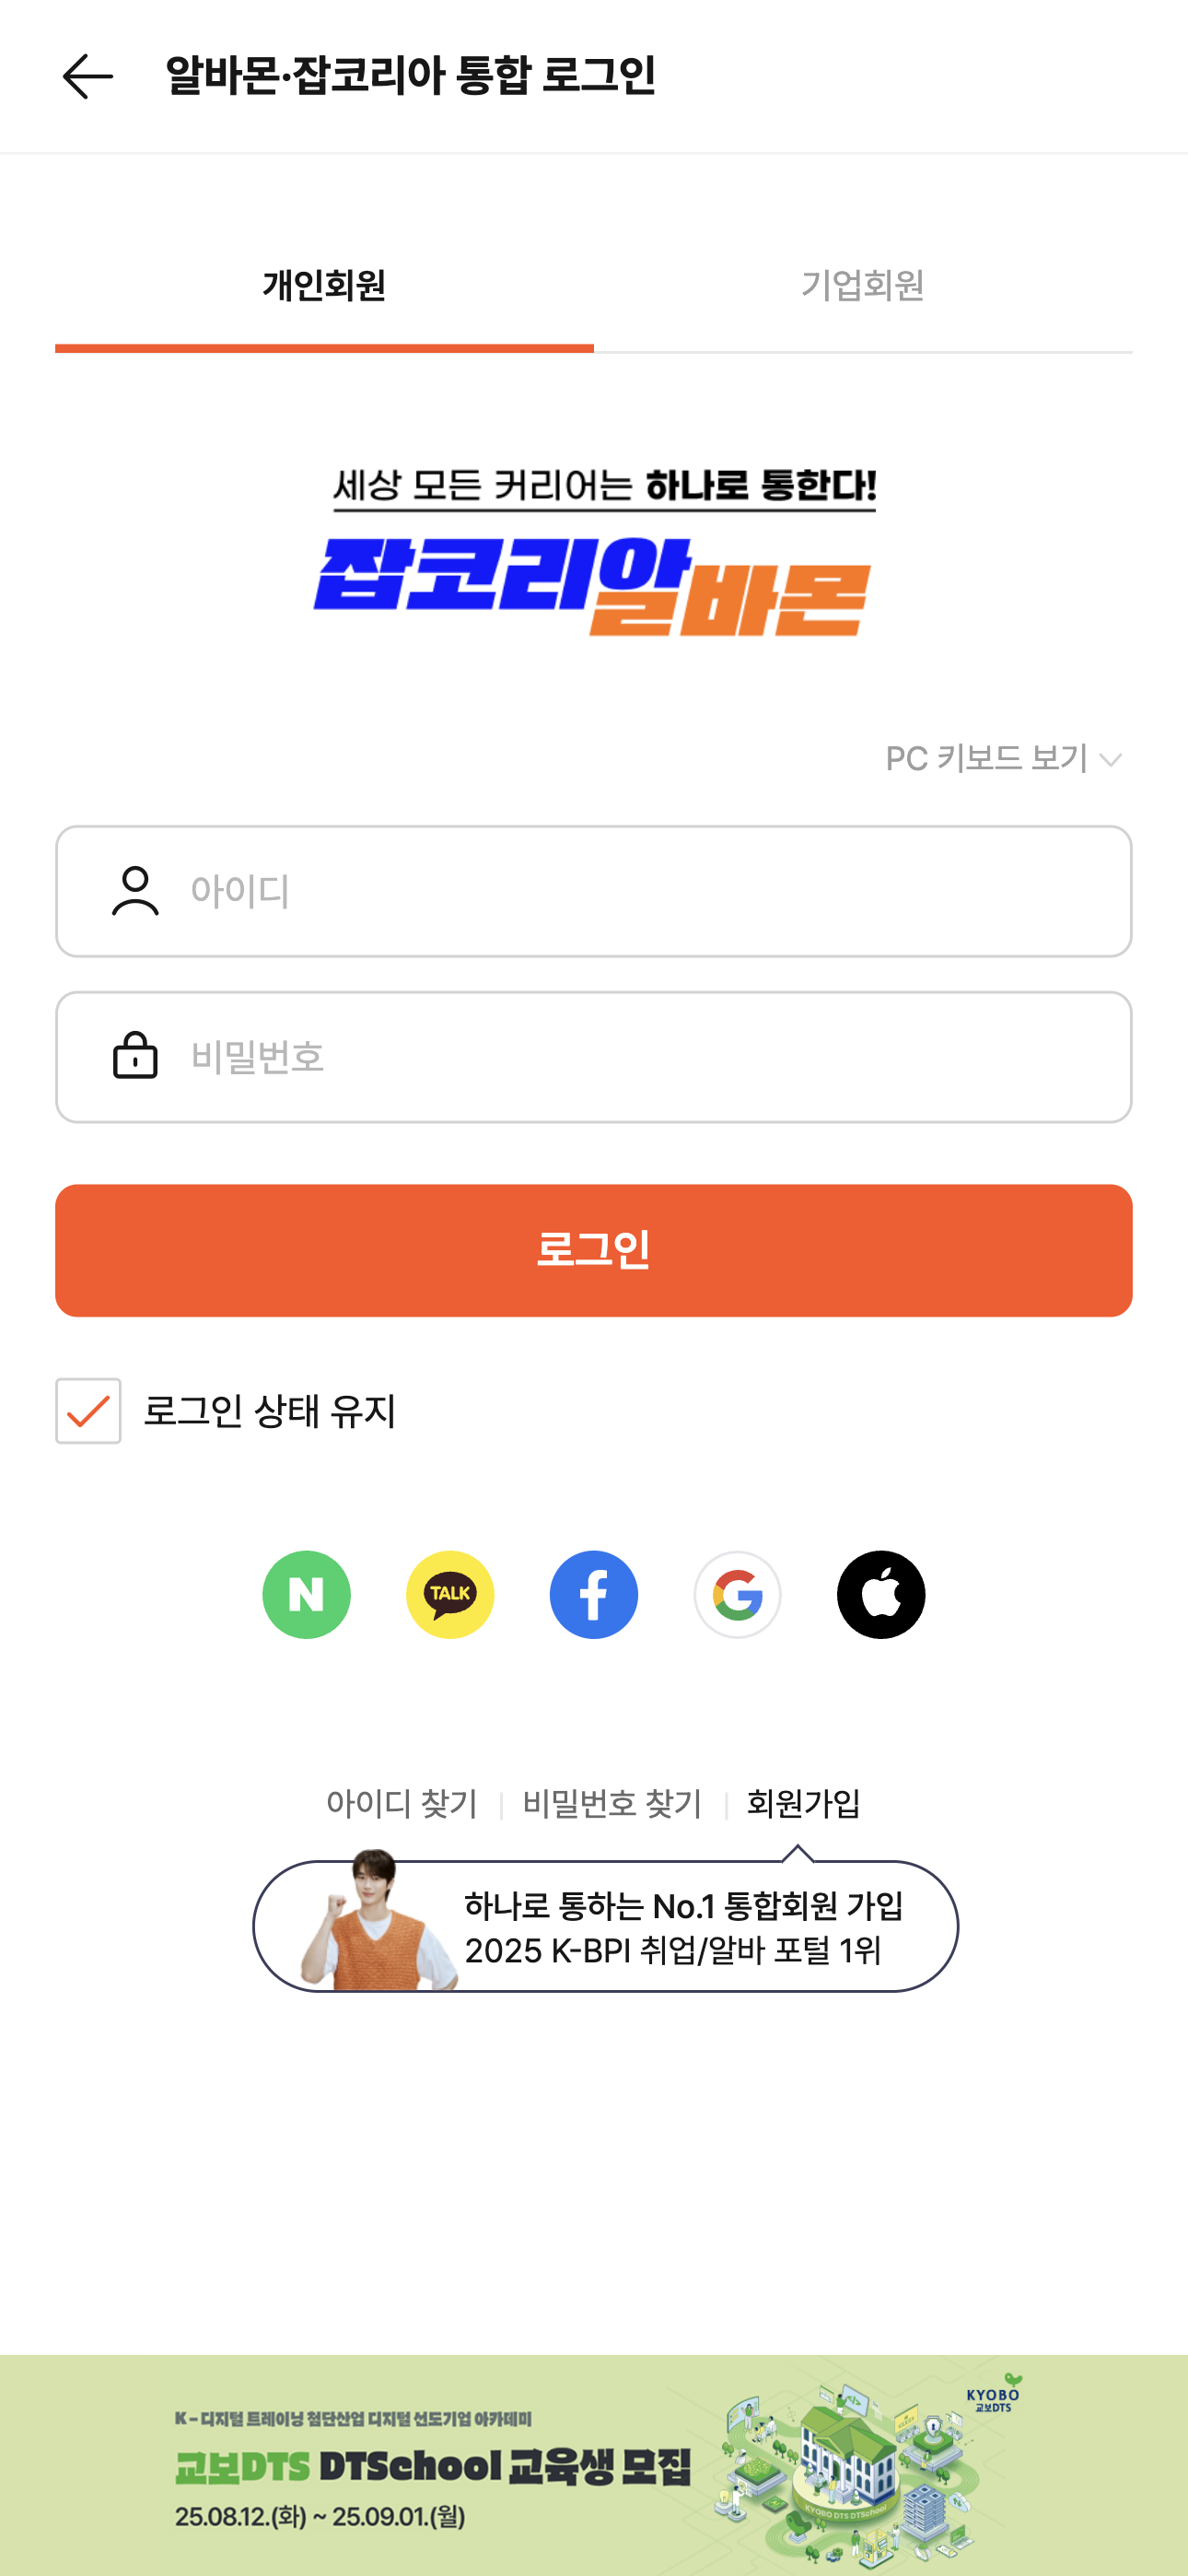 알바몬·잡코리아 통합 로그인
개인회원
기업회원
세상 모든 커리어는 하나로 통한다!
잡코리알바몬
PC 키보드 보기
아이디
비밀번호
로그인
로그인 상태 유지
N
TALK
f
G
아이디 찾기
비밀번호 찾기
회원가입
하나로 통하는 No.1 통합회원 가입
2025 K-BPI 취업/알바 포털 1위
KYOBO
교보DTS
K - 디지털 트레이닝 첨단산업 디지털 선도기업 아카데미
교보DTS DTSchool 교육생 모집
25.08.12.(화) ~ 25.09.01.(월)
KYOBO DTS DTSchool